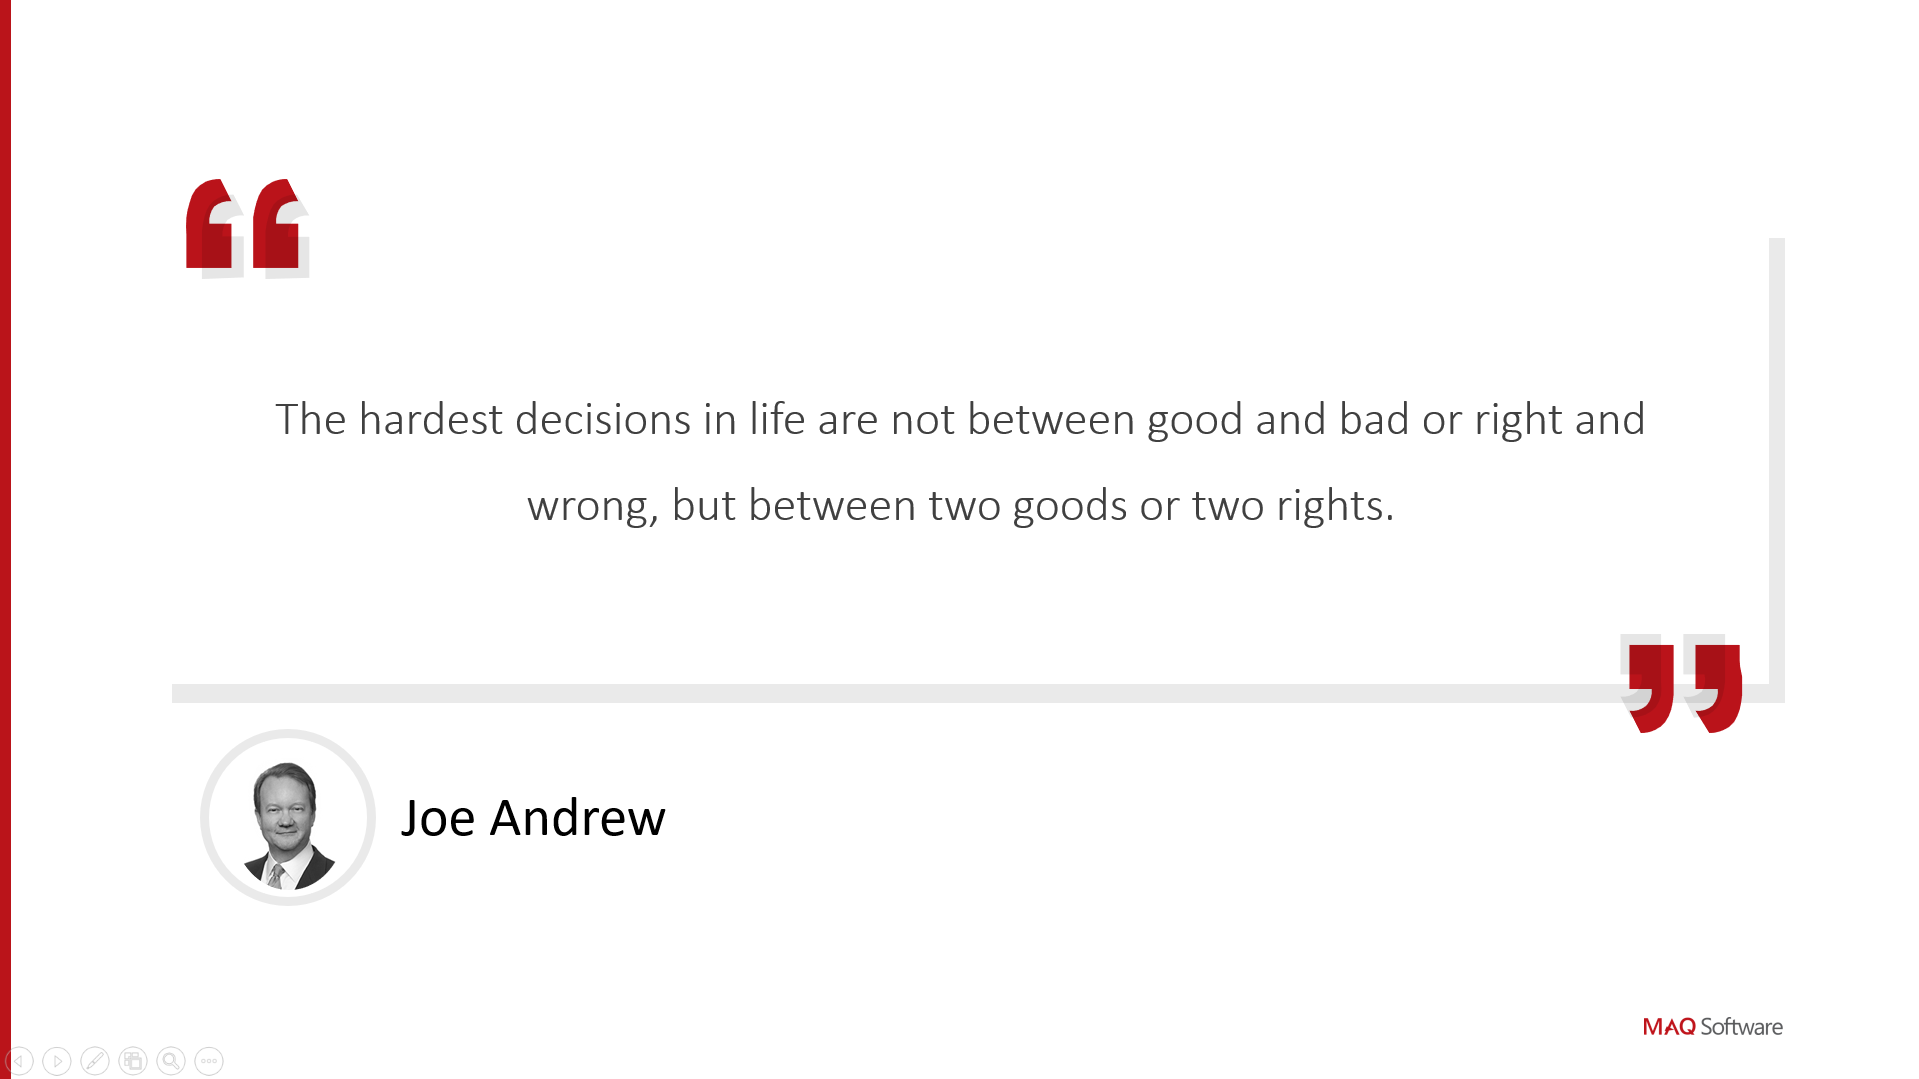 The hardest decisions in life are not between good and bad or right and
wrong, but between two goods or two rights.
Joe Andrew
MAQ Software